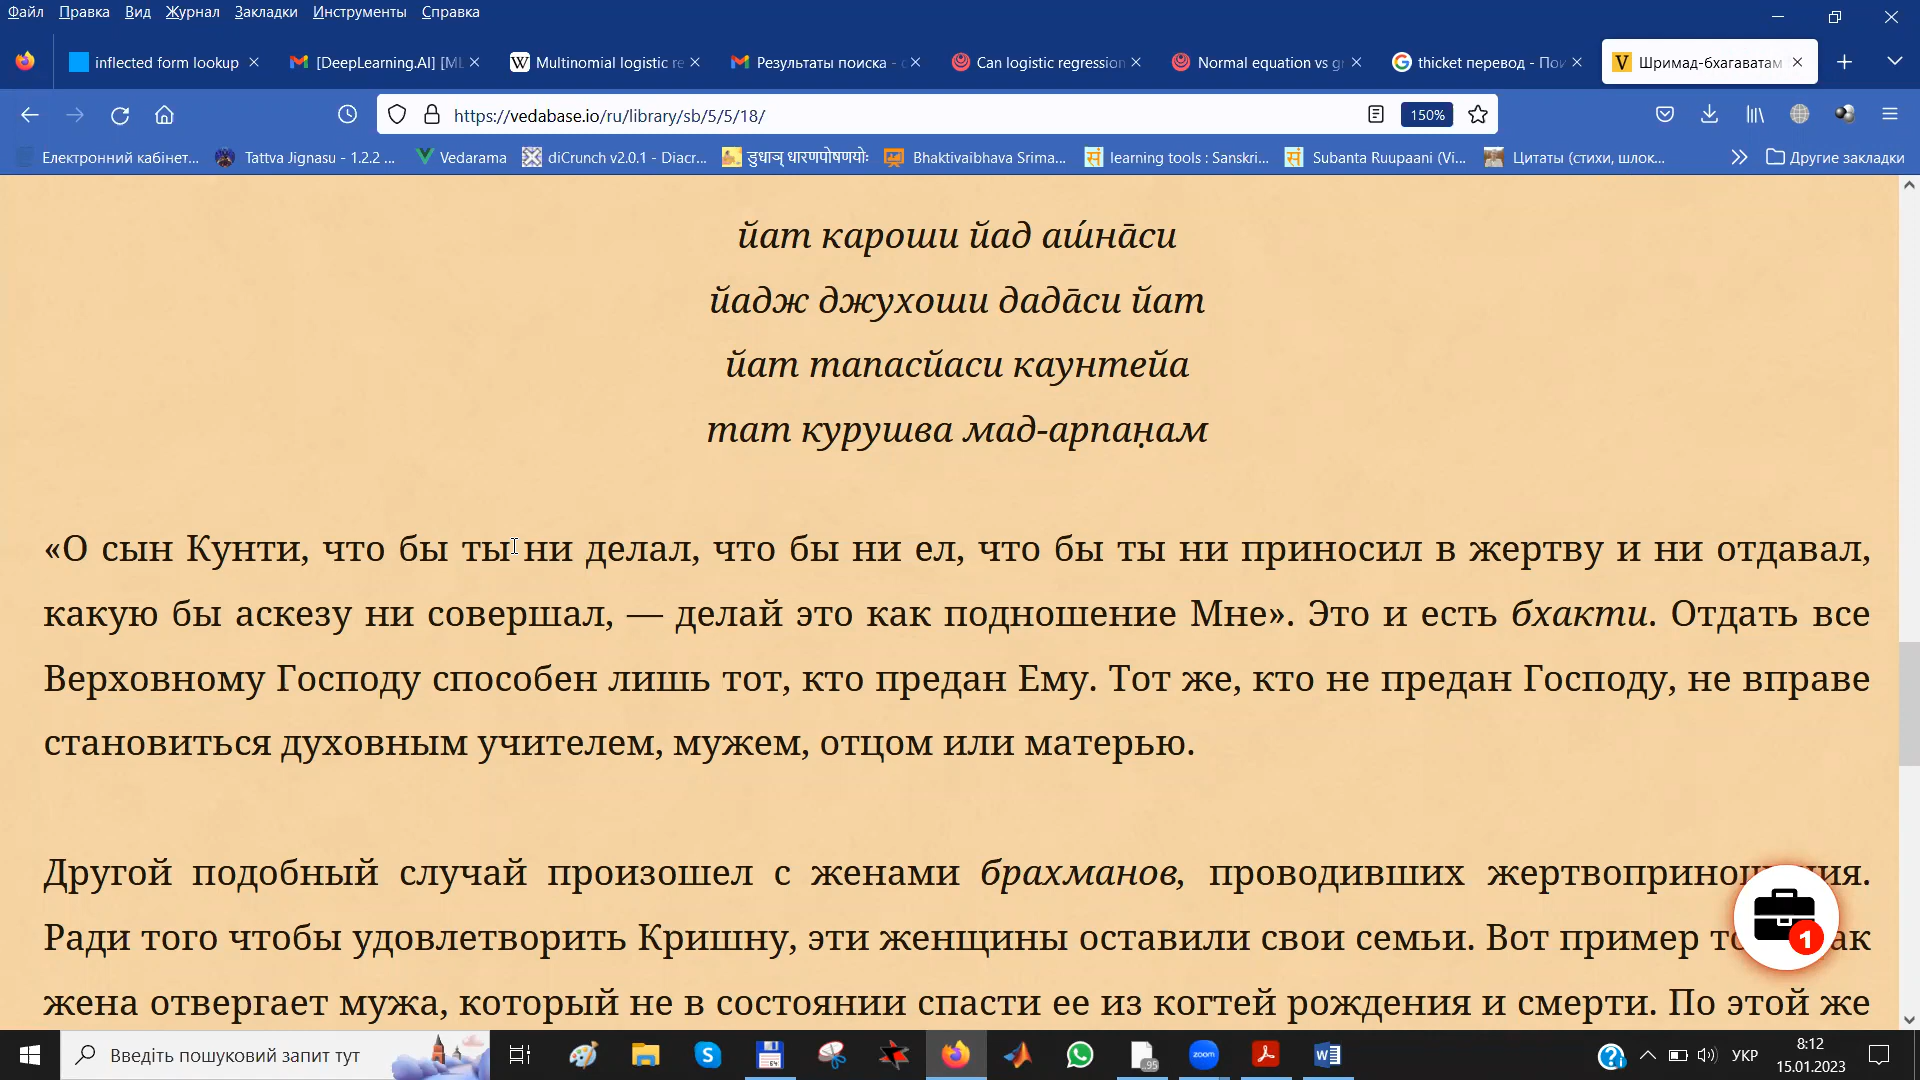 Файл Правка Вид Журнал Закладки Инструменты Справка
inflected form lookup [DeepLearning.AI] [ML Multinomial logistic re Результаты поиска - Can logistic regression Normal equation vs gr thicket перевод - Пои Шримад-бхагаватам
https://vedabase.io/ru/library/sb/5/5/18/ 150%
Електронний кабінет... Tattva Jignasu - 1.2.2 ... Vedarama diCrunch v2.0.1 - Diacr... डुधाञ् धारणपोषणयोः Bhaktivaibhava Srima... learning tools : Sanskri... Subanta Ruupaani (Vi... Цитаты (стихи, шлок... Другие закладки
йат кароши йад аш́на̄си
йадж джухоши дада̄си йат
йат тапасйаси каунтейа
тат курушва мад-арпан̣ам
«О сын Кунти, что бы ты ни делал, что бы ни ел, что бы ты ни приносил в жертву и ни отдавал,
какую бы аскезу ни совершал, — делай это как подношение Мне». Это и есть бхакти. Отдать все
Верховному Господу способен лишь тот, кто предан Ему. Тот же, кто не предан Господу, не вправе
становиться духовным учителем, мужем, отцом или матерью.
Другой подобный случай произошел с женами брахманов, проводивших жертвоприношения.
Ради того чтобы удовлетворить Кришну, эти женщины оставили свои семьи. Вот пример
жена отвергает мужа, который не в состоянии спасти ее из когтей рождения и смерти. По этой же
1
Введіть пошуковий запит тут zoom 95 УКР 8:12
15.01.2023